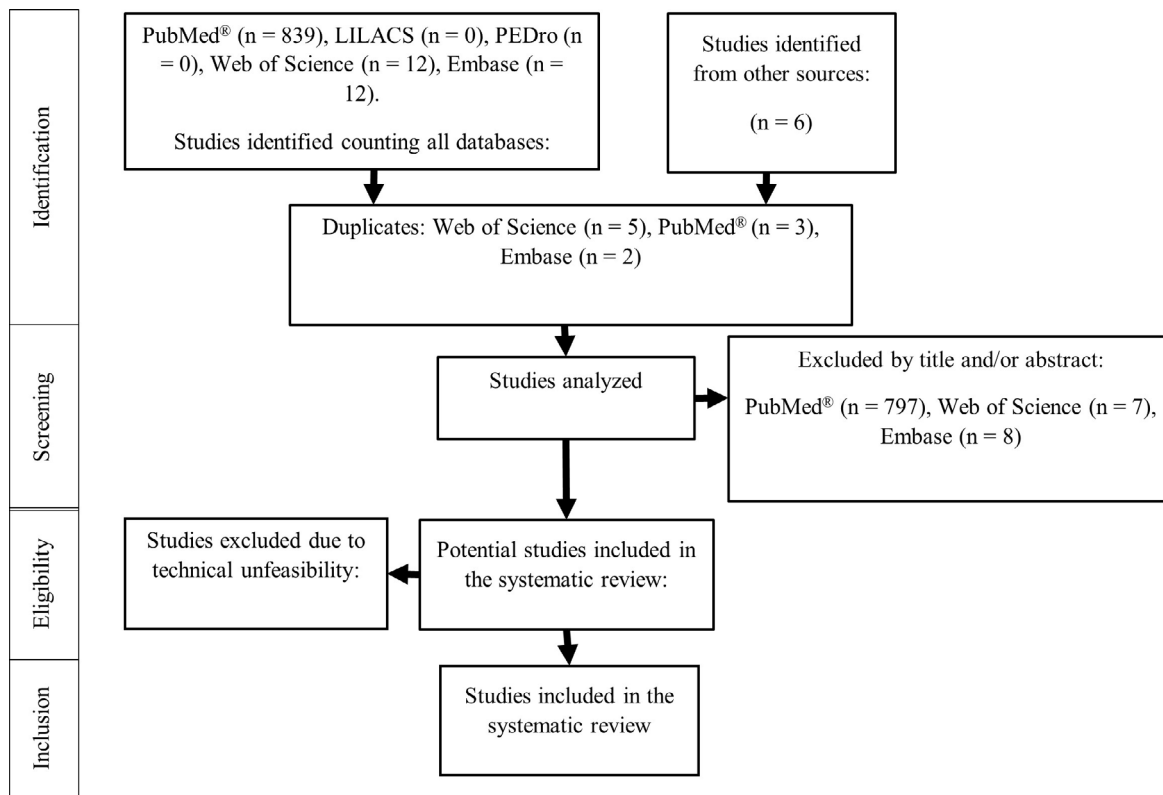 PubMed® (n = 839), LILACS (n = 0), PEDro (n
= 0), Web of Science (n = 12), Embase (n =
12).
Studies identified counting all databases:
Studies identified
from other sources:
(n = 6)
Identification
Duplicates: Web of Science (n = 5), PubMed® (n = 3),
Embase (n = 2)
Screening
Studies analyzed
Excluded by title and/or abstract:
PubMed® (n = 797), Web of Science (n = 7),
Embase (n = 8)
Eligibility
Studies excluded due to
technical unfeasibility:
Potential studies included in
the systematic review:
Inclusion
Studies included in the
systematic review